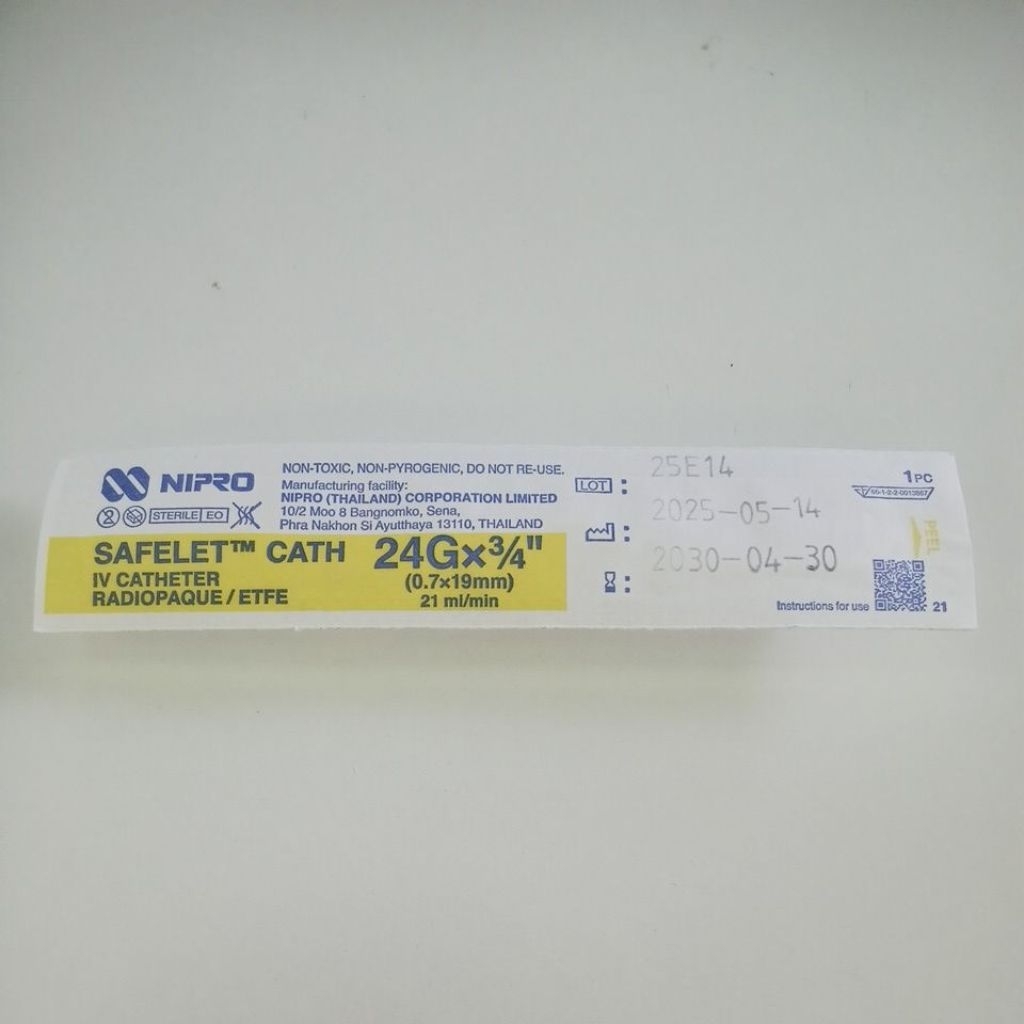 NIPRO
STERILE EO
NON-TOXIC, NON-PYROGENIC, DO NOT RE-USE.
Manufacturing facility:
NIPRO (THAILAND) CORPORATION LIMITED
10/2 Moo 8 Bangnomko, Sena,
Phra Nakhon Si Ayutthaya 13110, THAILAND
SAFELET™ CATH
IV CATHETER
RADIOPAQUE / ETFE
24G×¾"
(0.7×19mm)
21 ml/min
LOT : 25E14
: 2025-05-14
: 2030-04-30
1PC
PEEL
Instructions for use
21